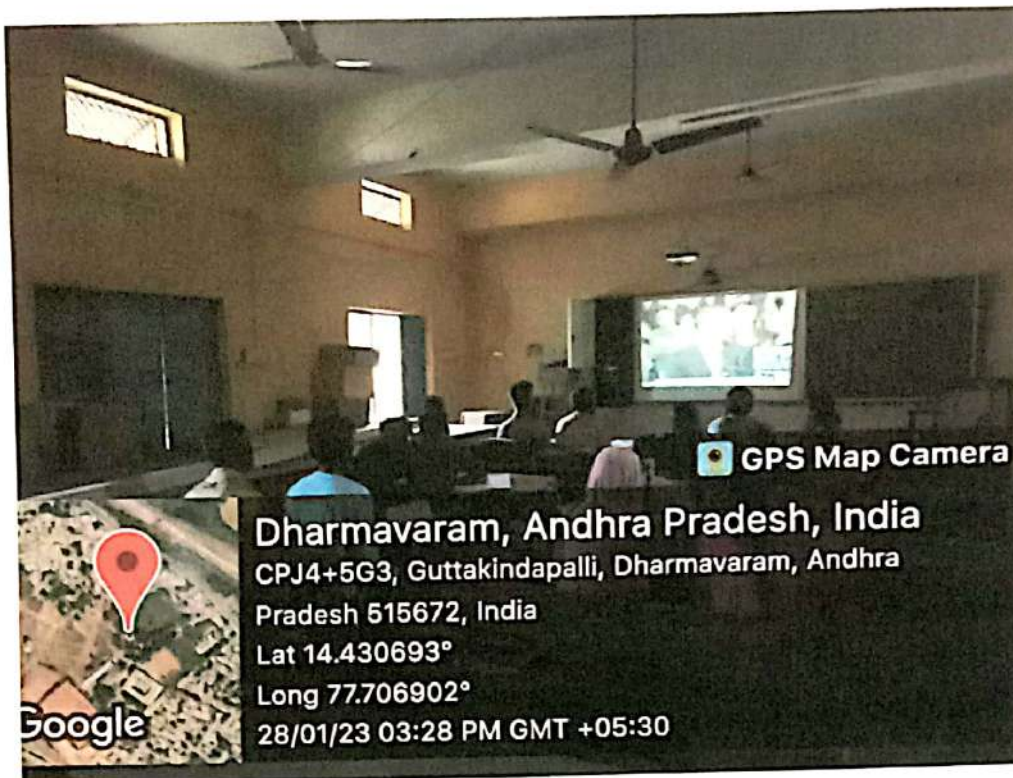 GPS Map Camera
Dharmavaram, Andhra Pradesh, India
CPJ4+5G3, Guttakindapalli, Dharmavaram, Andhra
Pradesh 515672, India
Lat 14.430693°
Long 77.706902°
28/01/23 03:28 PM GMT +05:30
Google